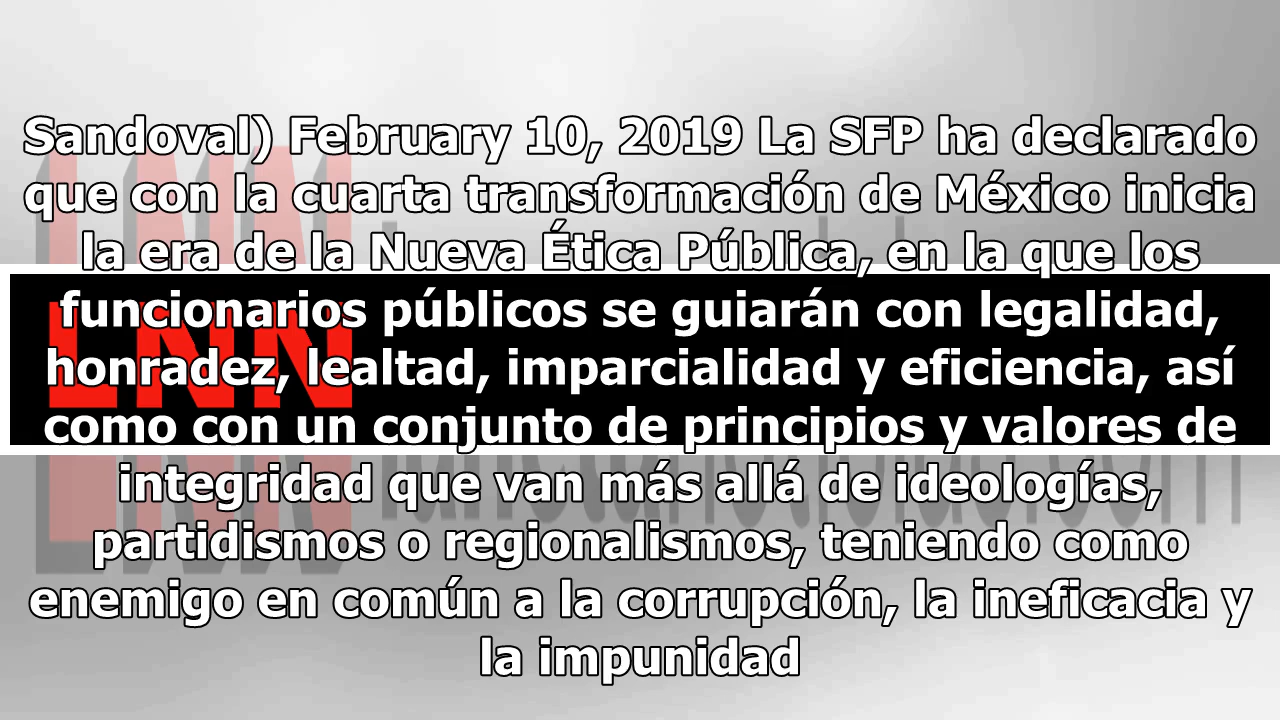 Sandoval) February 10, 2019 La SFP ha declarado
que con la cuarta transformación de México inicia
la era de la Nueva Ética Pública, en la que los
funcionarios públicos se guiarán con legalidad,
honradez, lealtad, imparcialidad y eficiencia, así
como con un conjunto de principios y valores de
integridad que van más allá de ideologías,
partidismos o regionalismos, teniendo como
enemigo en común a la corrupción, la ineficacia y
la impunidad
LNN
LNN